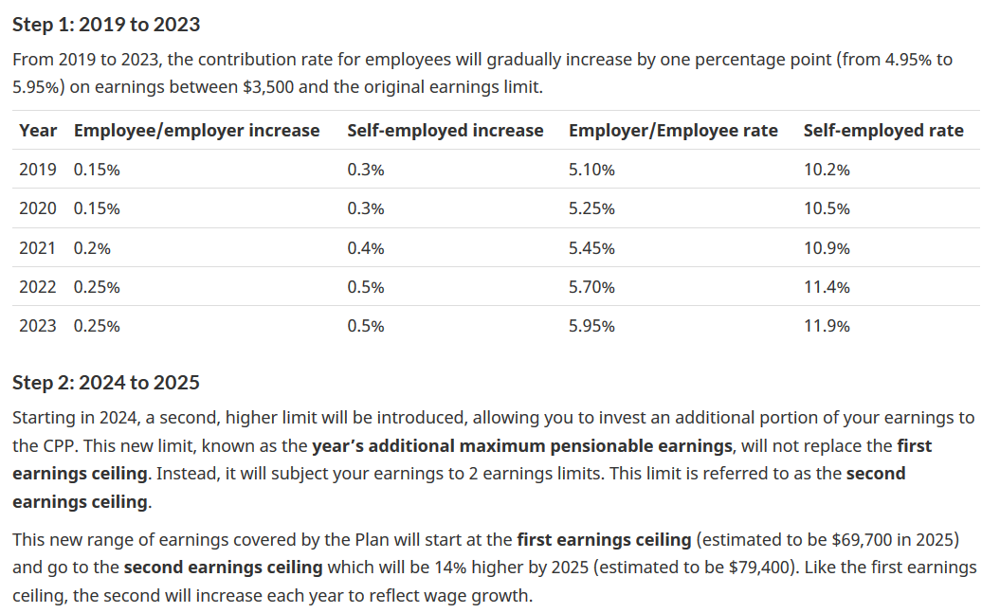 Step 1: 2019 to 2023
From 2019 to 2023, the contribution rate for employees will gradually increase by one percentage point (from 4.95% to
5.95%) on earnings between $3,500 and the original earnings limit.
Year Employee/employer increase Self-employed increase Employer/Employee rate Self-employed rate
2019 0.15% 0.3% 5.10% 10.2%
2020 0.15% 0.3% 5.25% 10.5%
2021 0.2% 0.4% 5.45% 10.9%
2022 0.25% 0.5% 5.70% 11.4%
2023 0.25% 0.5% 5.95% 11.9%
Step 2: 2024 to 2025
Starting in 2024, a second, higher limit will be introduced, allowing you to invest an additional portion of your earnings to
the CPP. This new limit, known as the year’s additional maximum pensionable earnings, will not replace the first
earnings ceiling. Instead, it will subject your earnings to 2 earnings limits. This limit is referred to as the second
earnings ceiling.
This new range of earnings covered by the Plan will start at the first earnings ceiling (estimated to be $69,700 in 2025)
and go to the second earnings ceiling which will be 14% higher by 2025 (estimated to be $79,400). Like the first earnings
ceiling, the second will increase each year to reflect wage growth.